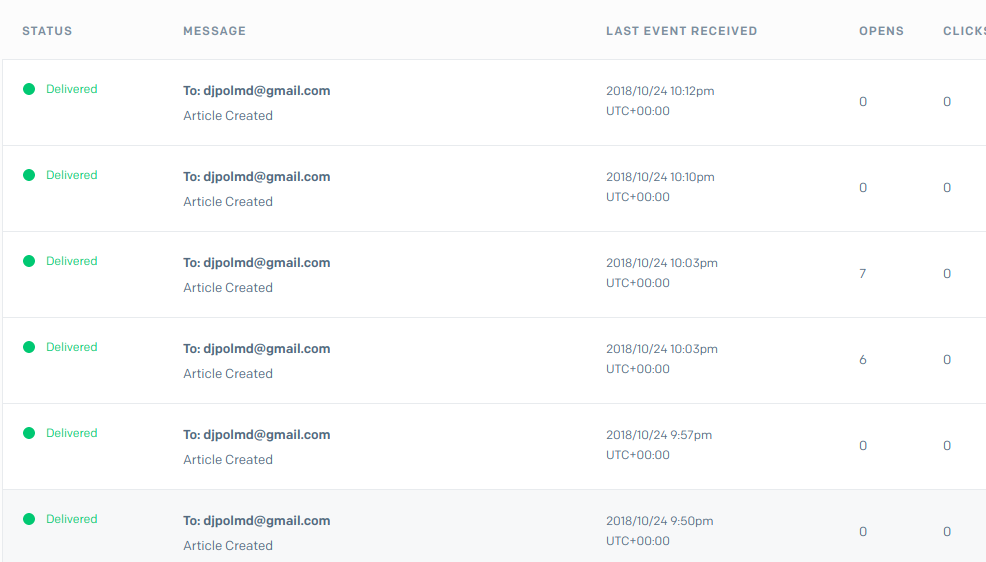 STATUS MESSAGE LAST EVENT RECEIVED OPENS CLICKS
Delivered To: djpolmd@gmail.com 2018/10/24 10:12pm 0 0
Article Created UTC+00:00
Delivered To: djpolmd@gmail.com 2018/10/24 10:10pm 0 0
Article Created UTC+00:00
Delivered To: djpolmd@gmail.com 2018/10/24 10:03pm 7 0
Article Created UTC+00:00
Delivered To: djpolmd@gmail.com 2018/10/24 10:03pm 6 0
Article Created UTC+00:00
Delivered To: djpolmd@gmail.com 2018/10/24 9:57pm 0 0
Article Created UTC+00:00
Delivered To: djpolmd@gmail.com 2018/10/24 9:50pm 0 0
Article Created UTC+00:00